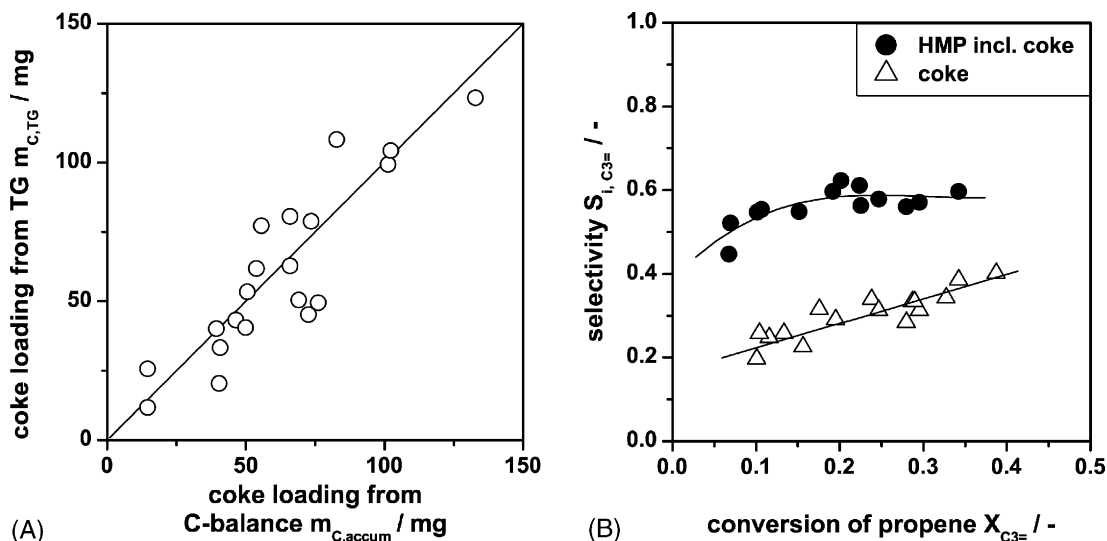 150
100
50
0
0
50
100
150
coke loading from TG m_C,TG / mg
coke loading from
C-balance m_C,accum / mg
(A)
1.0
0.8
0.6
0.4
0.2
0.0
0.0
0.1
0.2
0.3
0.4
0.5
selectivity S_i, C3= / -
HMP incl. coke
coke
conversion of propene X_C3= / -
(B)